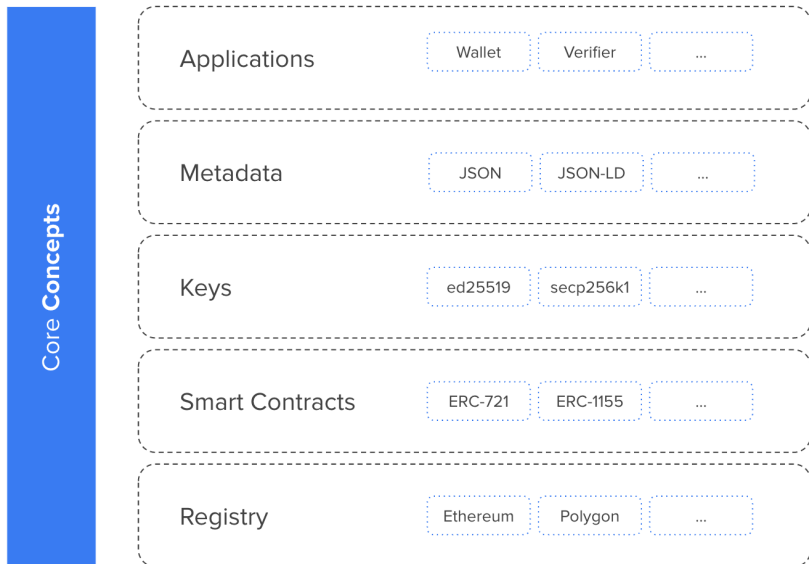 Core Concepts
Applications
Wallet
Verifier
...
Metadata
JSON
JSON-LD
...
Keys
ed25519
secp256k1
...
Smart Contracts
ERC-721
ERC-1155
...
Registry
Ethereum
Polygon
...